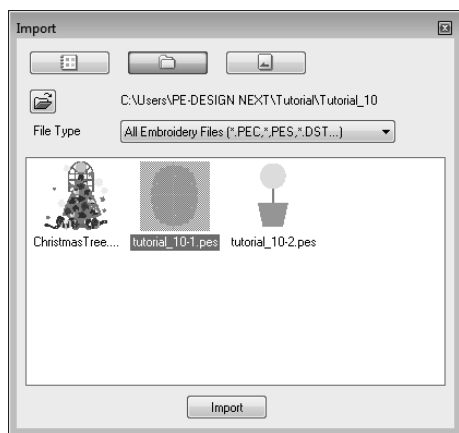 Import
C:\Users\PE-DESIGN NEXT\Tutorial\Tutorial_10
File Type
All Embroidery Files (*.PEC,*,PES,*.DST...)
ChristmasTree.... tutorial_10-1.pes tutorial_10-2.pes
Import